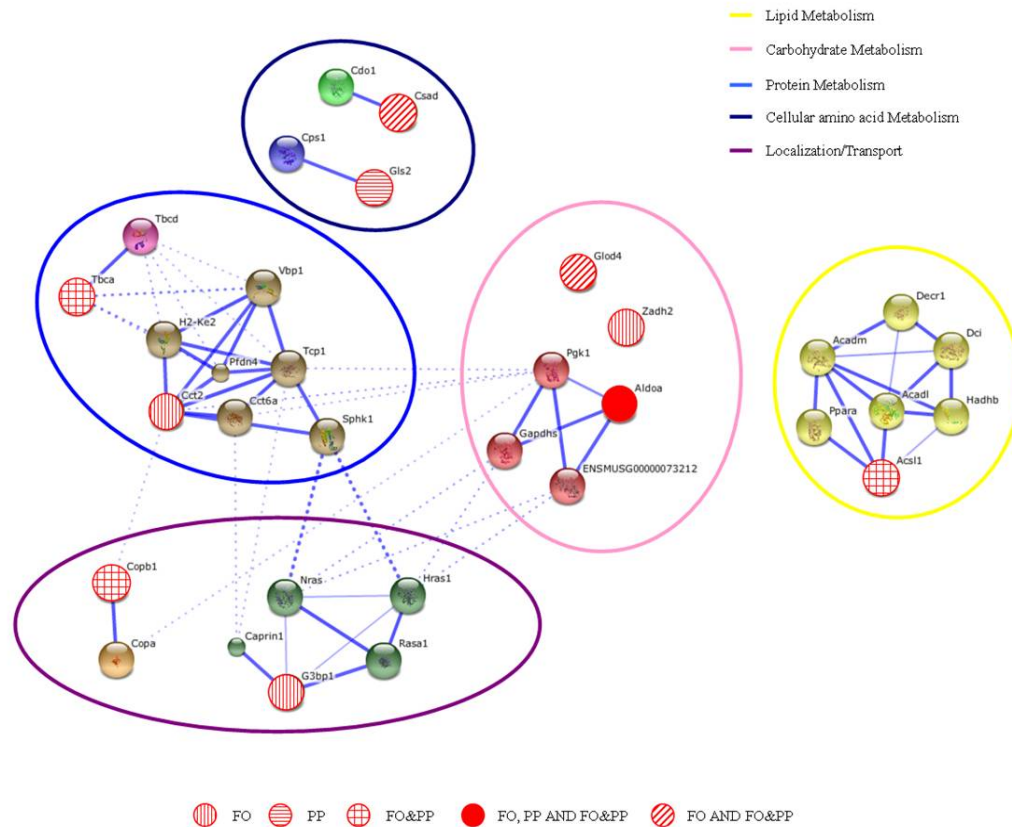 Lipid Metabolism
Carbohydrate Metabolism
Protein Metabolism
Cellular amino acid Metabolism
Localization/Transport
Cdo1
Csad
Cps1
Gls2
Tbcd
Tbca
Vbp1
H2-Ke2
Pfdn4
Tcp1
Cct2
Cct6a
Sphk1
Glod4
Zadh2
Pgk1
Aldoa
Gapdhs
ENSMUSG00000073212
Decr1
Acadm
Dci
Acadl
Hadhb
Ppara
Acsl1
Copb1
Copa
Nras
Hras1
Caprin1
Rasa1
G3bp1
FO PP FO&PP FO, PP AND FO&PP FO AND FO&PP